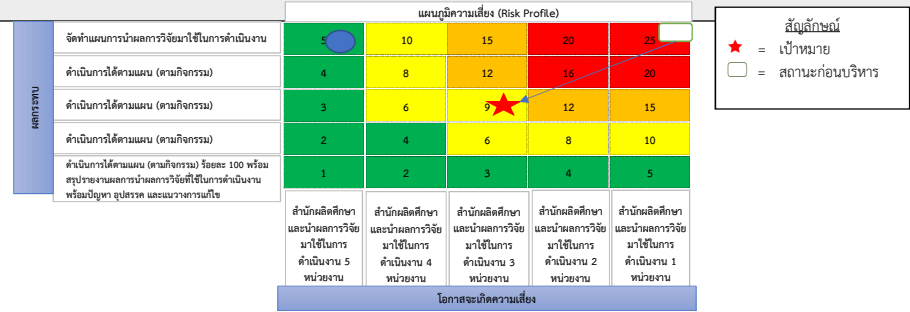 แผนภูมิความเสี่ยง (Risk Profile)
ผลกระทบ
จัดทำแผนการนำผลการวิจัยมาใช้ในการดำเนินงาน
5 10 15 20 25
ดำเนินการได้ตามแผน (ตามกิจกรรม)
4 8 12 16 20
ดำเนินการได้ตามแผน (ตามกิจกรรม)
3 6 9 12 15
ดำเนินการได้ตามแผน (ตามกิจกรรม)
2 4 6 8 10
ดำเนินการได้ตามแผน (ตามกิจกรรม) ร้อยละ 100 พร้อม
สรุปรายงานผลการนำผลการวิจัยที่ใช้ในการดำเนินงาน
พร้อมปัญหา อุปสรรค และแนวางการแก้ไข
1 2 3 4 5
สำนักผลิตศึกษา
และนำผลการวิจัย
มาใช้ในการ
ดำเนินงาน 5
หน่วยงาน
สำนักผลิตศึกษา
และนำผลการวิจัย
มาใช้ในการ
ดำเนินงาน 4
หน่วยงาน
สำนักผลิตศึกษา
และนำผลการวิจัย
มาใช้ในการ
ดำเนินงาน 3
หน่วยงาน
สำนักผลิตศึกษา
และนำผลการวิจัย
มาใช้ในการ
ดำเนินงาน 2
หน่วยงาน
สำนักผลิตศึกษา
และนำผลการวิจัย
มาใช้ในการ
ดำเนินงาน 1
หน่วยงาน
โอกาสจะเกิดความเสี่ยง
สัญลักษณ์
= เป้าหมาย
= สถานะก่อนบริหาร